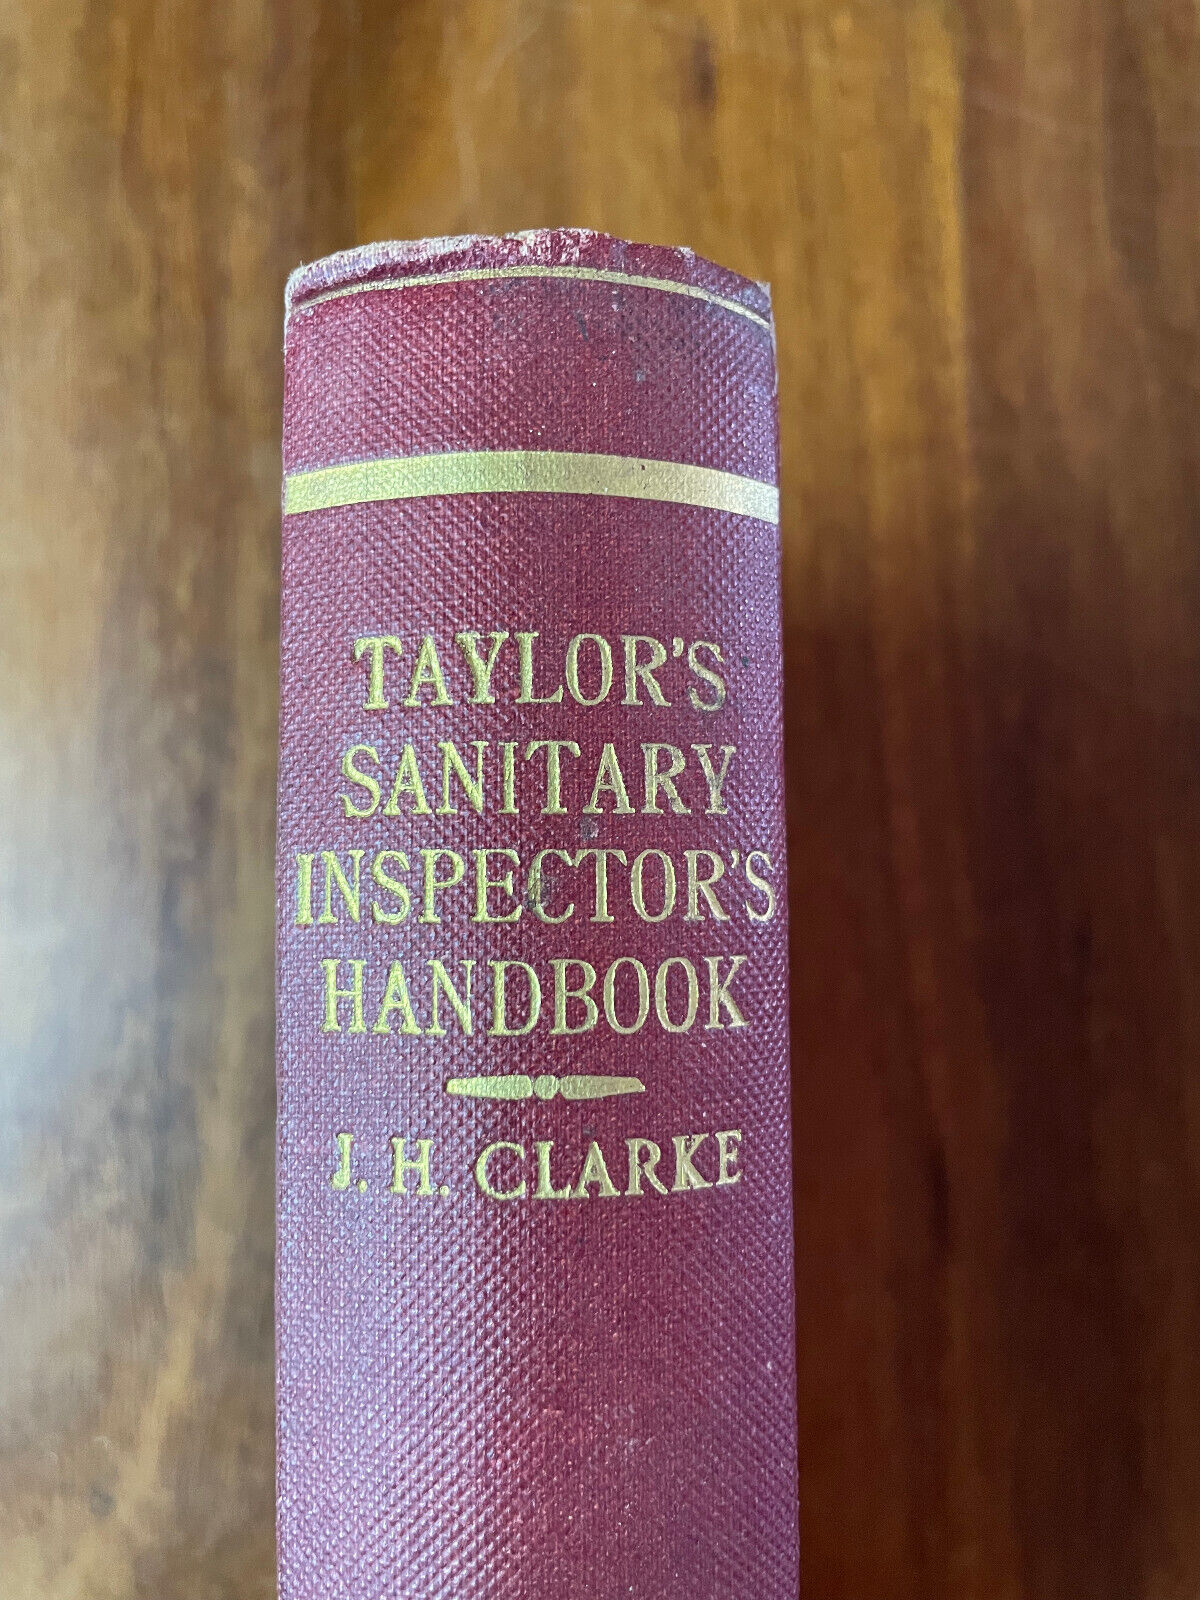 TAYLOR'S
SANITARY
INSPECTOR'S
HANDBOOK
J. H. CLARKE